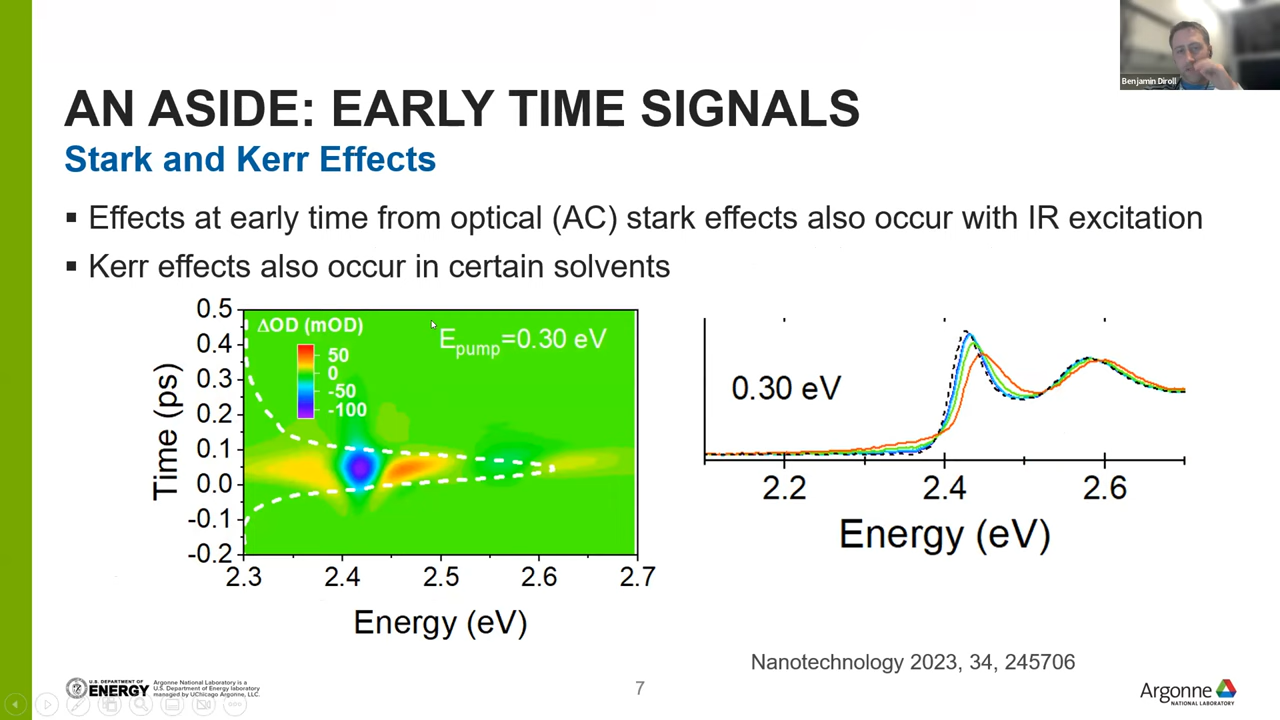 Benjamin Diroll
AN ASIDE: EARLY TIME SIGNALS
Stark and Kerr Effects
▪ Effects at early time from optical (AC) stark effects also occur with IR excitation
▪ Kerr effects also occur in certain solvents
0.5
0.4
0.3
0.2
0.1
0.0
-0.1
-0.2
Time (ps)
ΔOD (mOD)
50
0
-50
-100
Epump=0.30 eV
2.3 2.4 2.5 2.6 2.7
Energy (eV)
0.30 eV
2.2 2.4 2.6
Energy (eV)
Nanotechnology 2023, 34, 245706
U.S. DEPARTMENT OF
ENERGY
Argonne National Laboratory is a
U.S. Department of Energy laboratory
managed by UChicago Argonne, LLC.
7
Argonne
NATIONAL LABORATORY